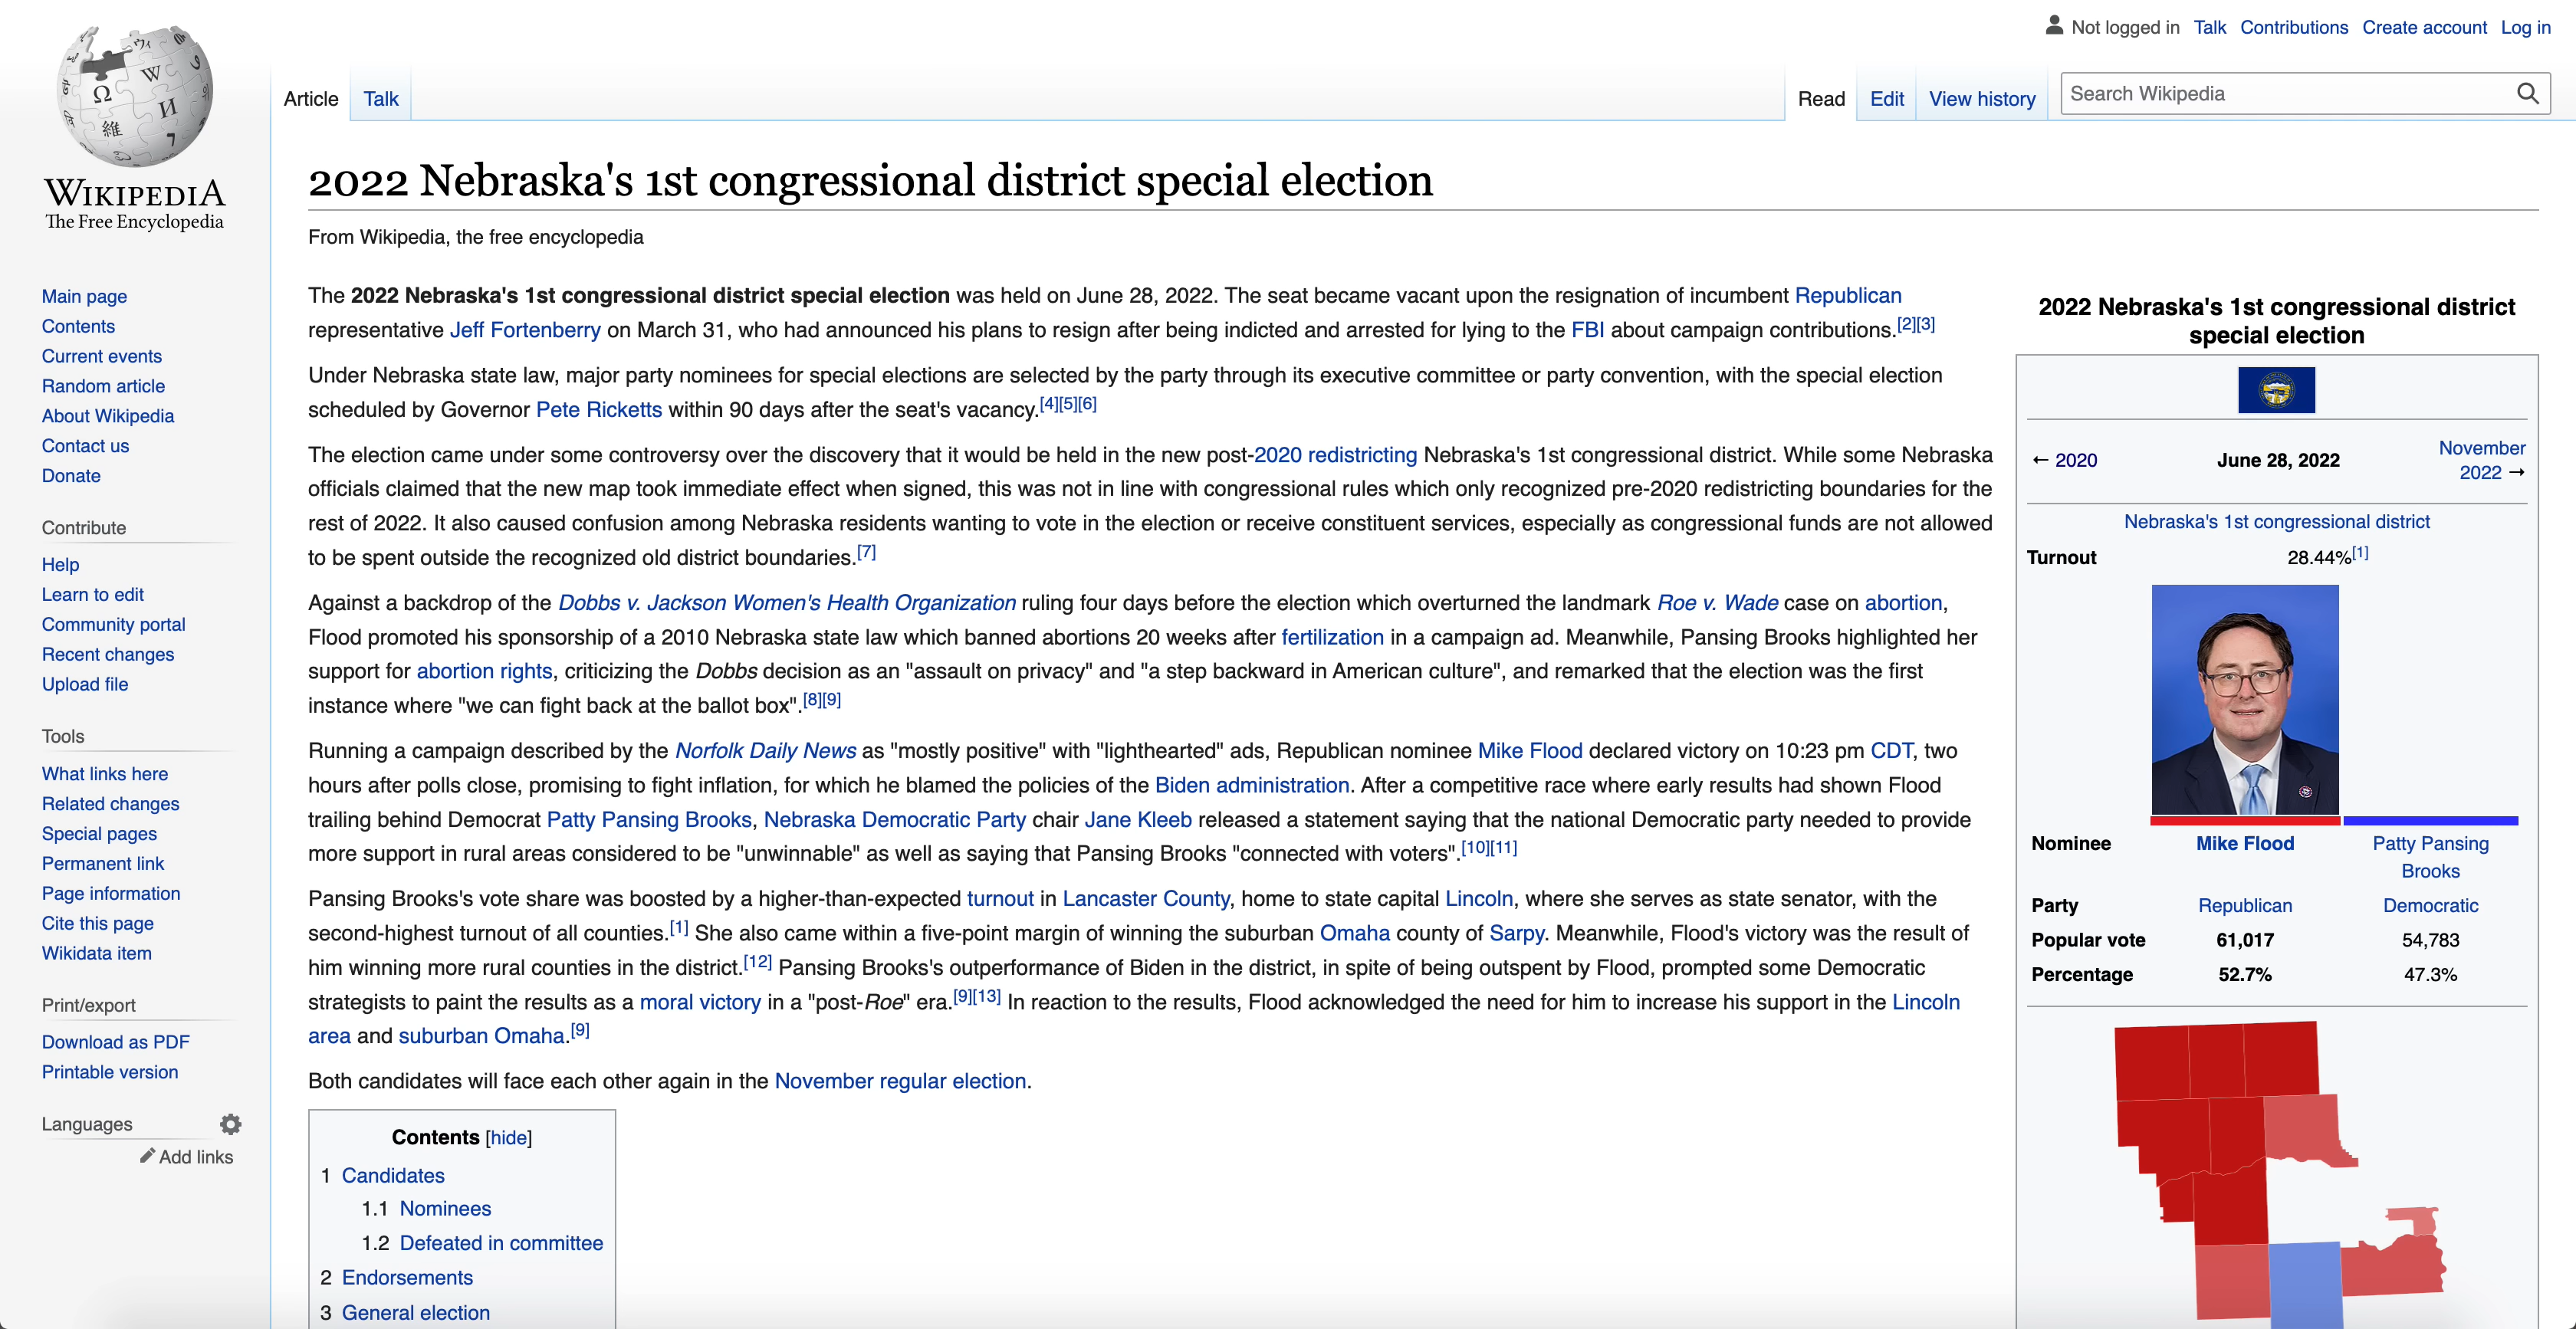 Not logged in Talk Contributions Create account Log in
Article Talk Read Edit View history Search Wikipedia
WIKIPEDIA
The Free Encyclopedia
Main page
Contents
Current events
Random article
About Wikipedia
Contact us
Donate
Contribute
Help
Learn to edit
Community portal
Recent changes
Upload file
Tools
What links here
Related changes
Special pages
Permanent link
Page information
Cite this page
Wikidata item
Print/export
Download as PDF
Printable version
Languages
Add links
2022 Nebraska's 1st congressional district special election
From Wikipedia, the free encyclopedia
The 2022 Nebraska's 1st congressional district special election was held on June 28, 2022. The seat became vacant upon the resignation of incumbent Republican
representative Jeff Fortenberry on March 31, who had announced his plans to resign after being indicted and arrested for lying to the FBI about campaign contributions.[2][3]
Under Nebraska state law, major party nominees for special elections are selected by the party through its executive committee or party convention, with the special election
scheduled by Governor Pete Ricketts within 90 days after the seat's vacancy.[4][5][6]
The election came under some controversy over the discovery that it would be held in the new post-2020 redistricting Nebraska's 1st congressional district. While some Nebraska
officials claimed that the new map took immediate effect when signed, this was not in line with congressional rules which only recognized pre-2020 redistricting boundaries for the
rest of 2022. It also caused confusion among Nebraska residents wanting to vote in the election or receive constituent services, especially as congressional funds are not allowed
to be spent outside the recognized old district boundaries.[7]
Against a backdrop of the Dobbs v. Jackson Women's Health Organization ruling four days before the election which overturned the landmark Roe v. Wade case on abortion,
Flood promoted his sponsorship of a 2010 Nebraska state law which banned abortions 20 weeks after fertilization in a campaign ad. Meanwhile, Pansing Brooks highlighted her
support for abortion rights, criticizing the Dobbs decision as an "assault on privacy" and "a step backward in American culture", and remarked that the election was the first
instance where "we can fight back at the ballot box".[8][9]
Running a campaign described by the Norfolk Daily News as "mostly positive" with "lighthearted" ads, Republican nominee Mike Flood declared victory on 10:23 pm CDT, two
hours after polls close, promising to fight inflation, for which he blamed the policies of the Biden administration. After a competitive race where early results had shown Flood
trailing behind Democrat Patty Pansing Brooks, Nebraska Democratic Party chair Jane Kleeb released a statement saying that the national Democratic party needed to provide
more support in rural areas considered to be "unwinnable" as well as saying that Pansing Brooks "connected with voters".[10][11]
Pansing Brooks's vote share was boosted by a higher-than-expected turnout in Lancaster County, home to state capital Lincoln, where she serves as state senator, with the
second-highest turnout of all counties.[1] She also came within a five-point margin of winning the suburban Omaha county of Sarpy. Meanwhile, Flood's victory was the result of
him winning more rural counties in the district.[12] Pansing Brooks's outperformance of Biden in the district, in spite of being outspent by Flood, prompted some Democratic
strategists to paint the results as a moral victory in a "post-Roe" era.[9][13] In reaction to the results, Flood acknowledged the need for him to increase his support in the Lincoln
area and suburban Omaha.[9]
Both candidates will face each other again in the November regular election.
Contents [hide]
1 Candidates
1.1 Nominees
1.2 Defeated in committee
2 Endorsements
3 General election
2022 Nebraska's 1st congressional district
special election
← 2020 June 28, 2022 November
2022 →
Nebraska's 1st congressional district
Turnout 28.44%[1]
Nominee Mike Flood Patty Pansing
Brooks
Party Republican Democratic
Popular vote 61,017 54,783
Percentage 52.7% 47.3%